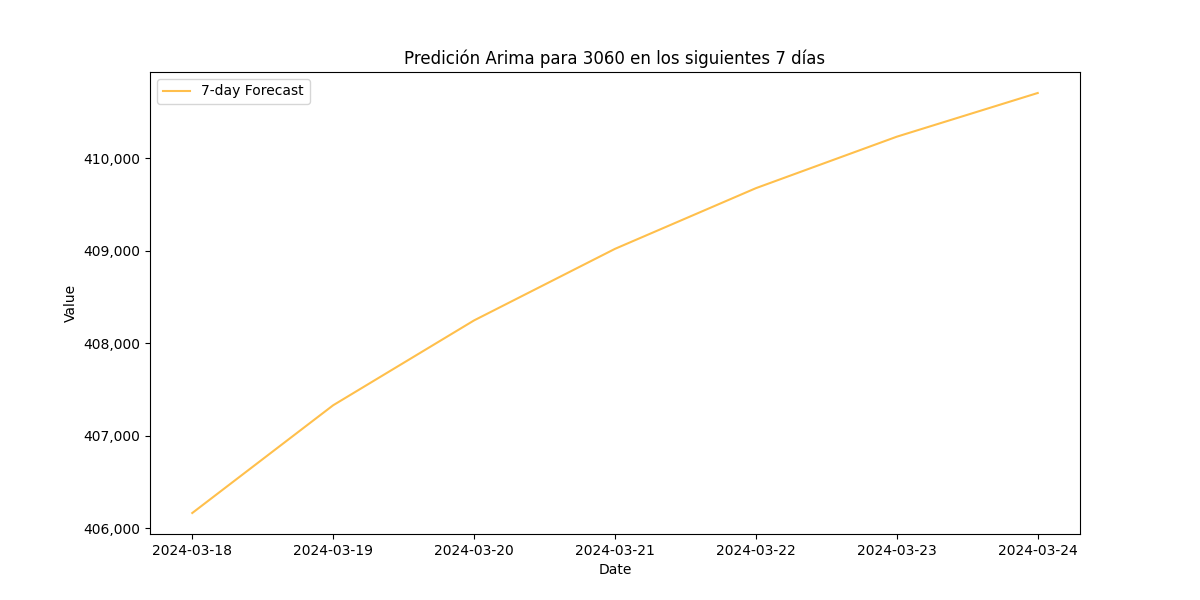 Predición Arima para 3060 en los siguientes 7 días
7-day Forecast
410,000
409,000
408,000
407,000
406,000
Value
2024-03-18 2024-03-19 2024-03-20 2024-03-21 2024-03-22 2024-03-23 2024-03-24
Date